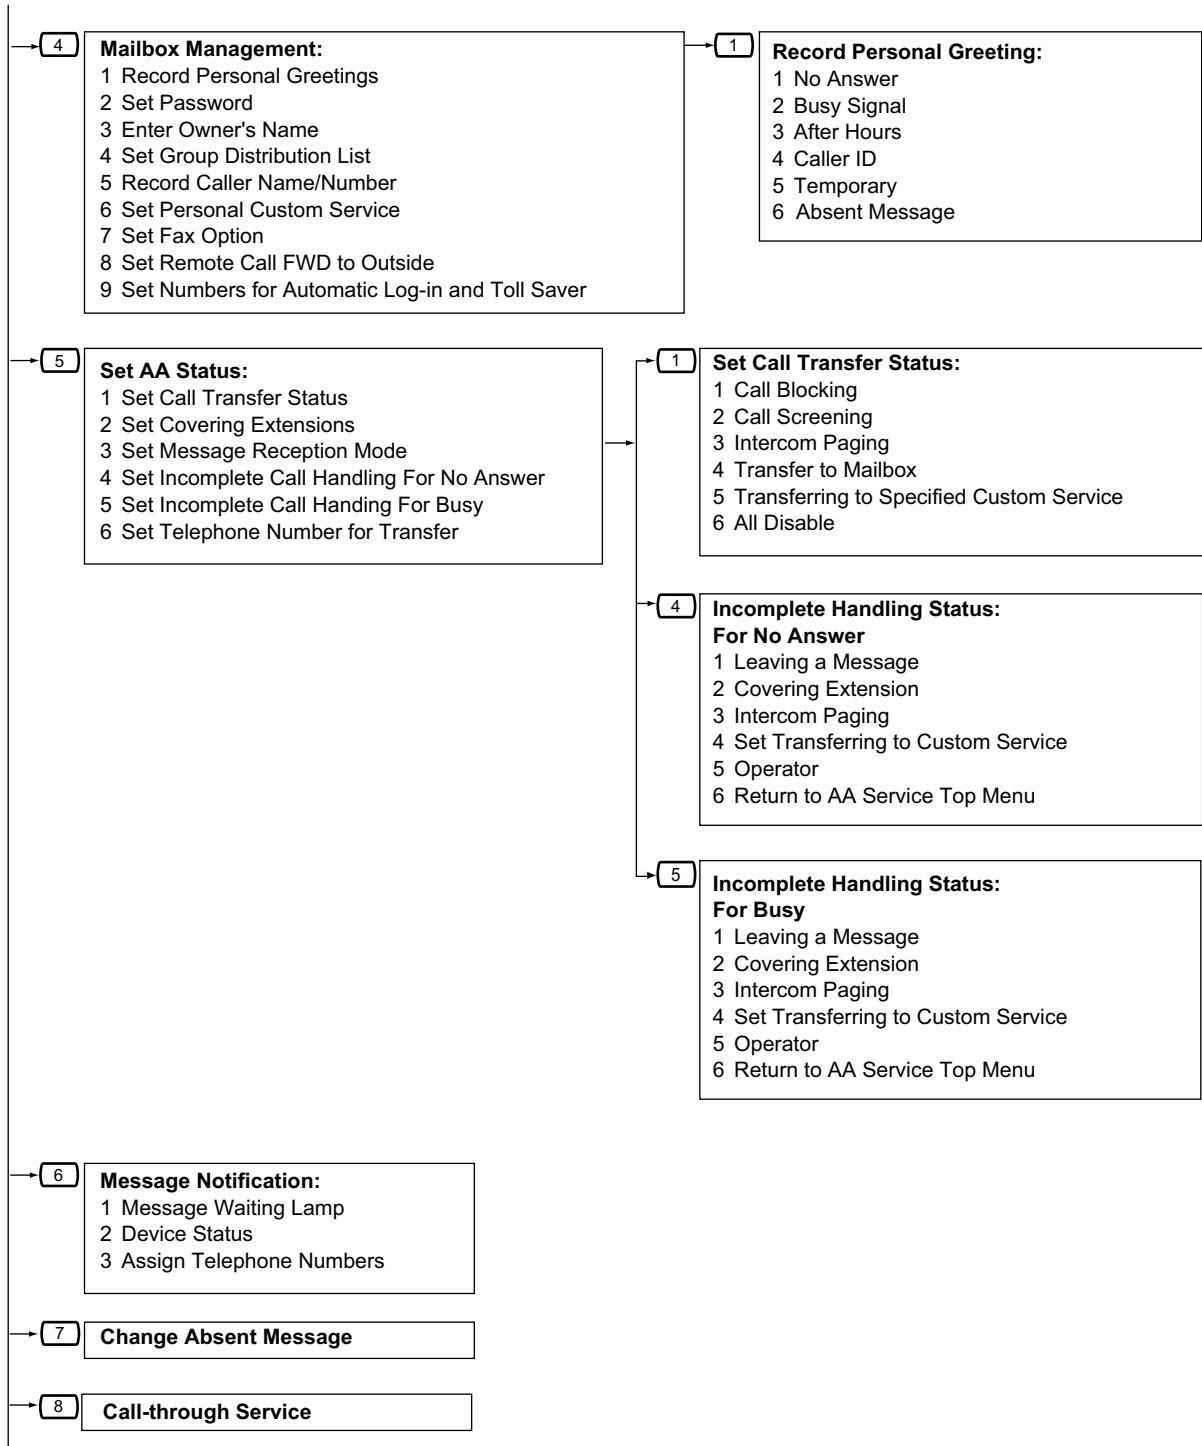 4
Mailbox Management:
1 Record Personal Greetings
2 Set Password
3 Enter Owner's Name
4 Set Group Distribution List
5 Record Caller Name/Number
6 Set Personal Custom Service
7 Set Fax Option
8 Set Remote Call FWD to Outside
9 Set Numbers for Automatic Log-in and Toll Saver
1
Record Personal Greeting:
1 No Answer
2 Busy Signal
3 After Hours
4 Caller ID
5 Temporary
6 Absent Message
5
Set AA Status:
1 Set Call Transfer Status
2 Set Covering Extensions
3 Set Message Reception Mode
4 Set Incomplete Call Handling For No Answer
5 Set Incomplete Call Handing For Busy
6 Set Telephone Number for Transfer
1
Set Call Transfer Status:
1 Call Blocking
2 Call Screening
3 Intercom Paging
4 Transfer to Mailbox
5 Transferring to Specified Custom Service
6 All Disable
4
Incomplete Handling Status:
For No Answer
1 Leaving a Message
2 Covering Extension
3 Intercom Paging
4 Set Transferring to Custom Service
5 Operator
6 Return to AA Service Top Menu
5
Incomplete Handling Status:
For Busy
1 Leaving a Message
2 Covering Extension
3 Intercom Paging
4 Set Transferring to Custom Service
5 Operator
6 Return to AA Service Top Menu
6
Message Notification:
1 Message Waiting Lamp
2 Device Status
3 Assign Telephone Numbers
7
Change Absent Message
8
Call-through Service